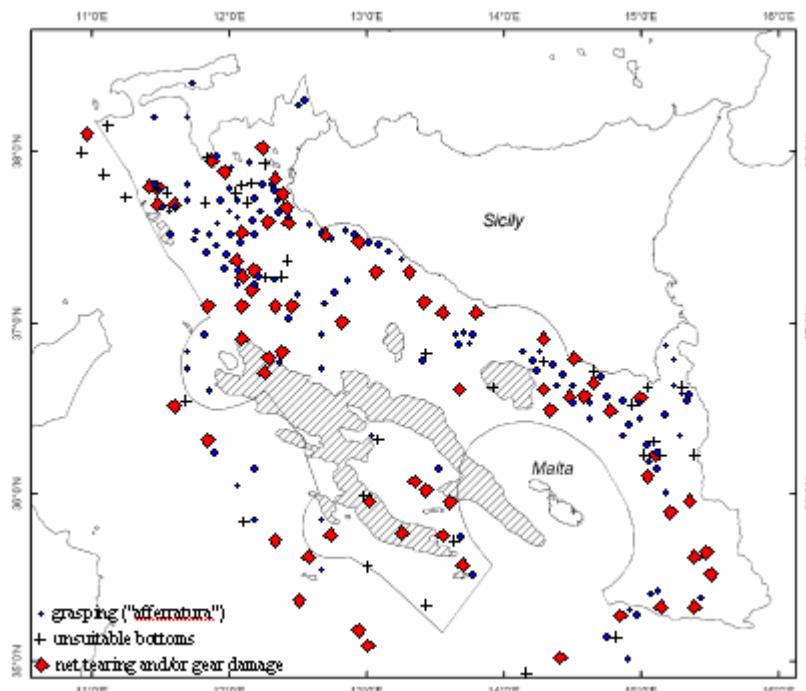 11°0'E 12°0'E 13°0'E 14°0'E 15°0'E 16°0'E
38°0'N
Sicily
37°0'N
Malta
36°0'N
grasping ("afferratura")
unsuitable bottoms
net tearing and/or gear damage
35°0'N